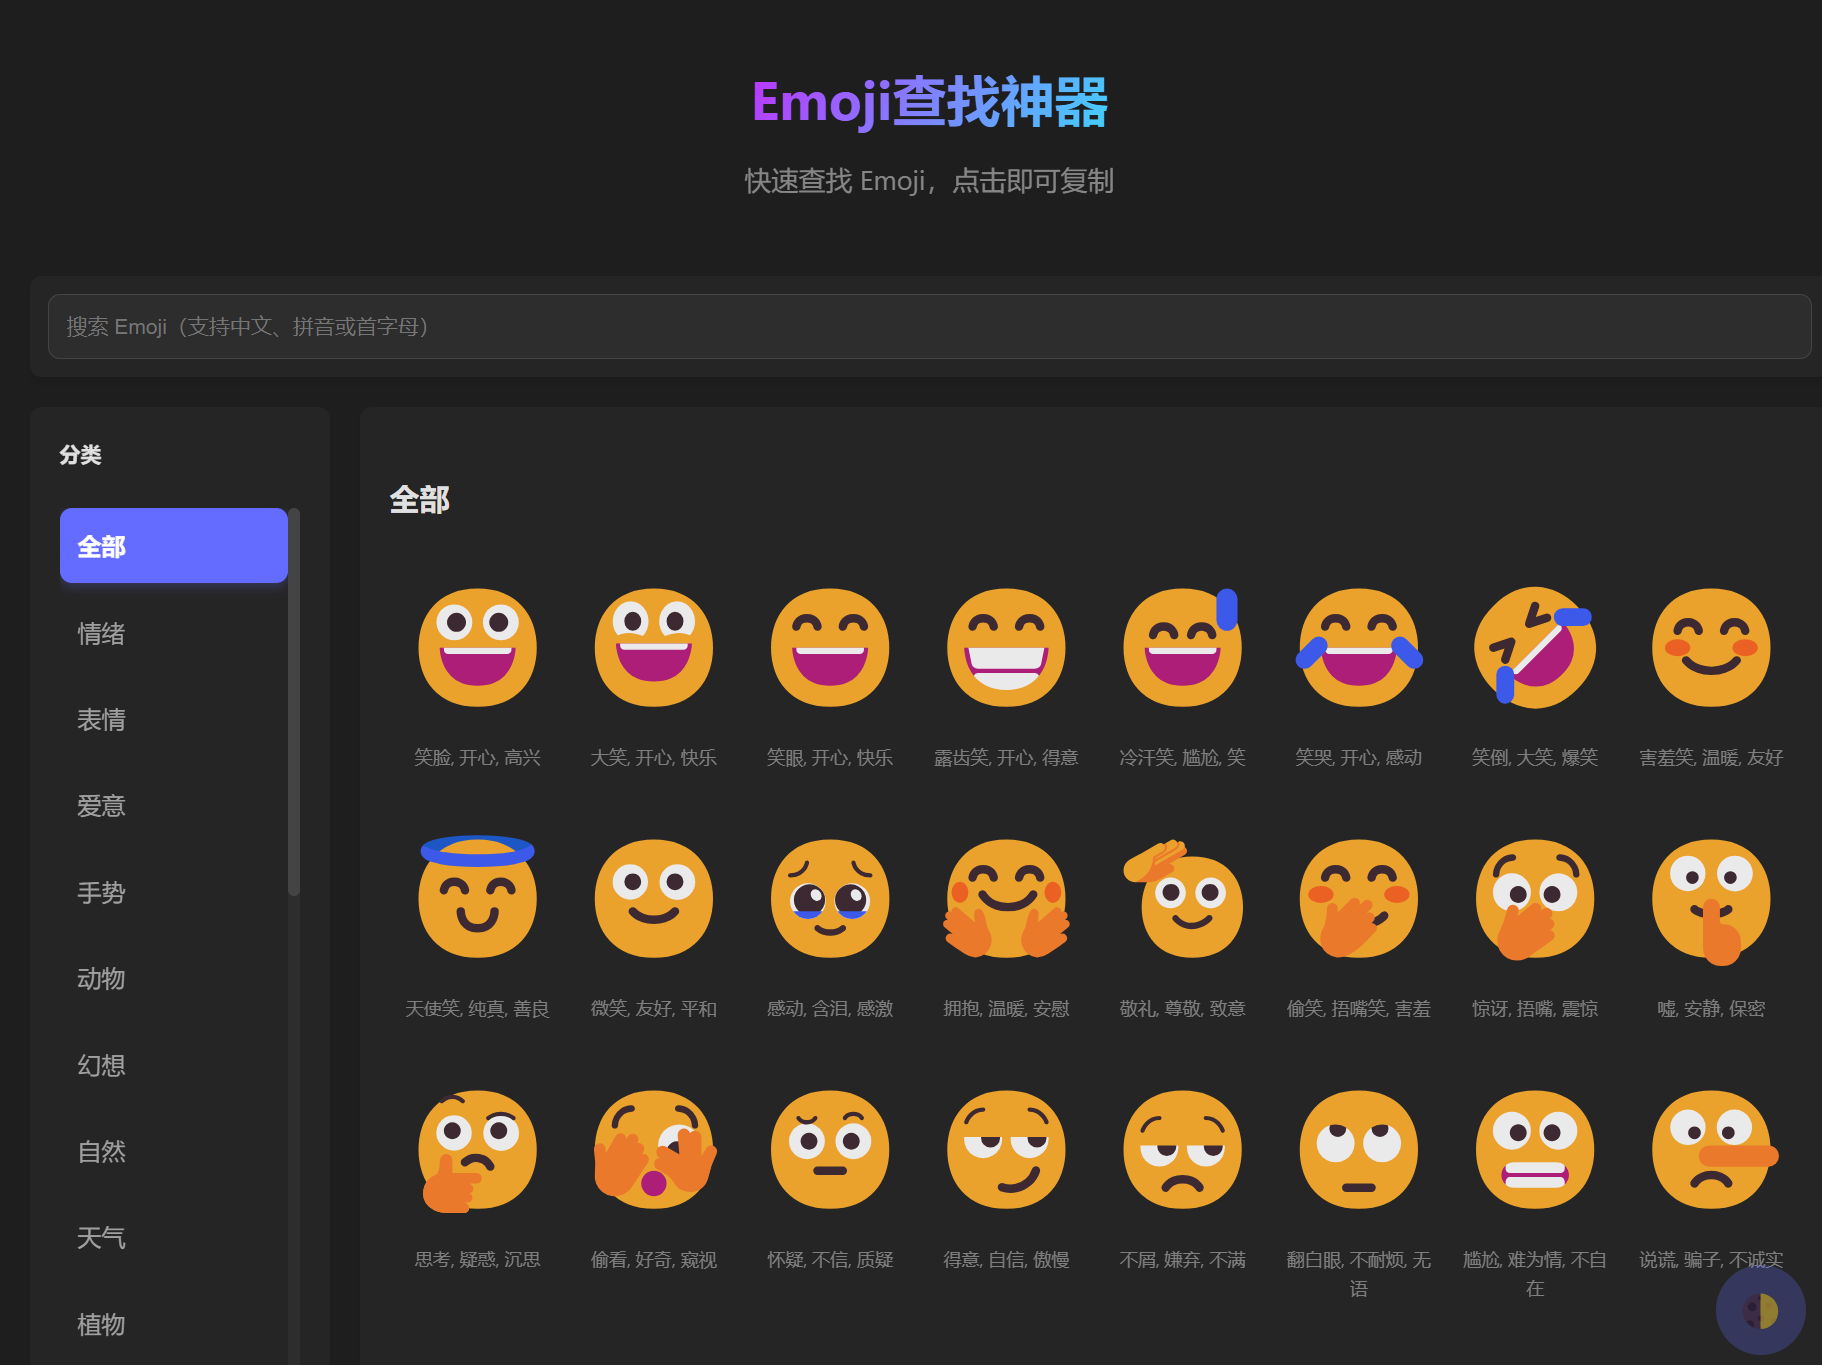 Emoji查找神器
快速查找 Emoji，点击即可复制
搜索 Emoji（支持中文、拼音或首字母）
分类
全部
情绪
表情
爱意
手势
动物
幻想
自然
天气
植物
全部
笑脸, 开心, 高兴
大笑, 开心, 快乐
笑眼, 开心, 快乐
露齿笑, 开心, 得意
冷汗笑, 尴尬, 笑
笑哭, 开心, 感动
笑倒, 大笑, 爆笑
害羞笑, 温暖, 友好
天使笑, 纯真, 善良
微笑, 友好, 平和
感动, 含泪, 感激
拥抱, 温暖, 安慰
敬礼, 尊敬, 致意
偷笑, 捂嘴笑, 害羞
惊讶, 捂嘴, 震惊
嘘, 安静, 保密
思考, 疑惑, 沉思
偷看, 好奇, 窥视
怀疑, 不信, 质疑
得意, 自信, 傲慢
不屑, 嫌弃, 不满
翻白眼, 不耐烦, 无
语
尴尬, 难为情, 不自
在
说谎, 骗子, 不诚实